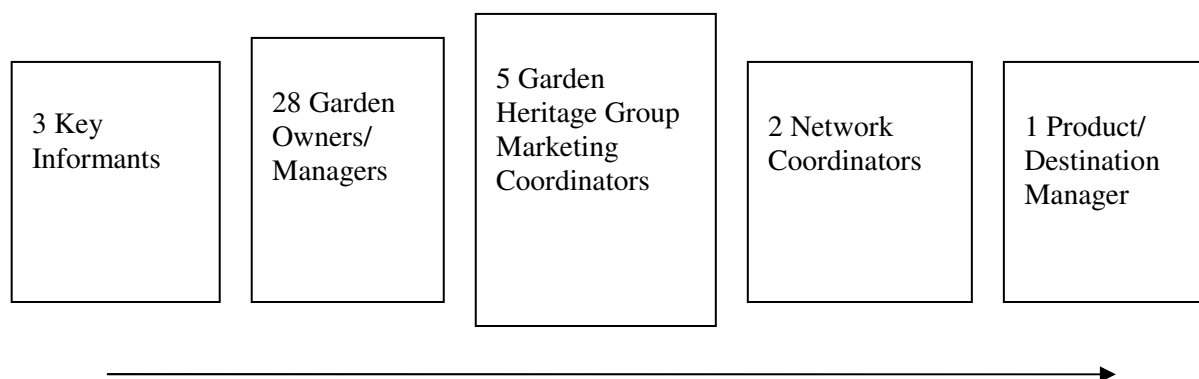 3 Key
Informants
28 Garden
Owners/
Managers
5 Garden
Heritage Group
Marketing
Coordinators
2 Network
Coordinators
1 Product/
Destination
Manager